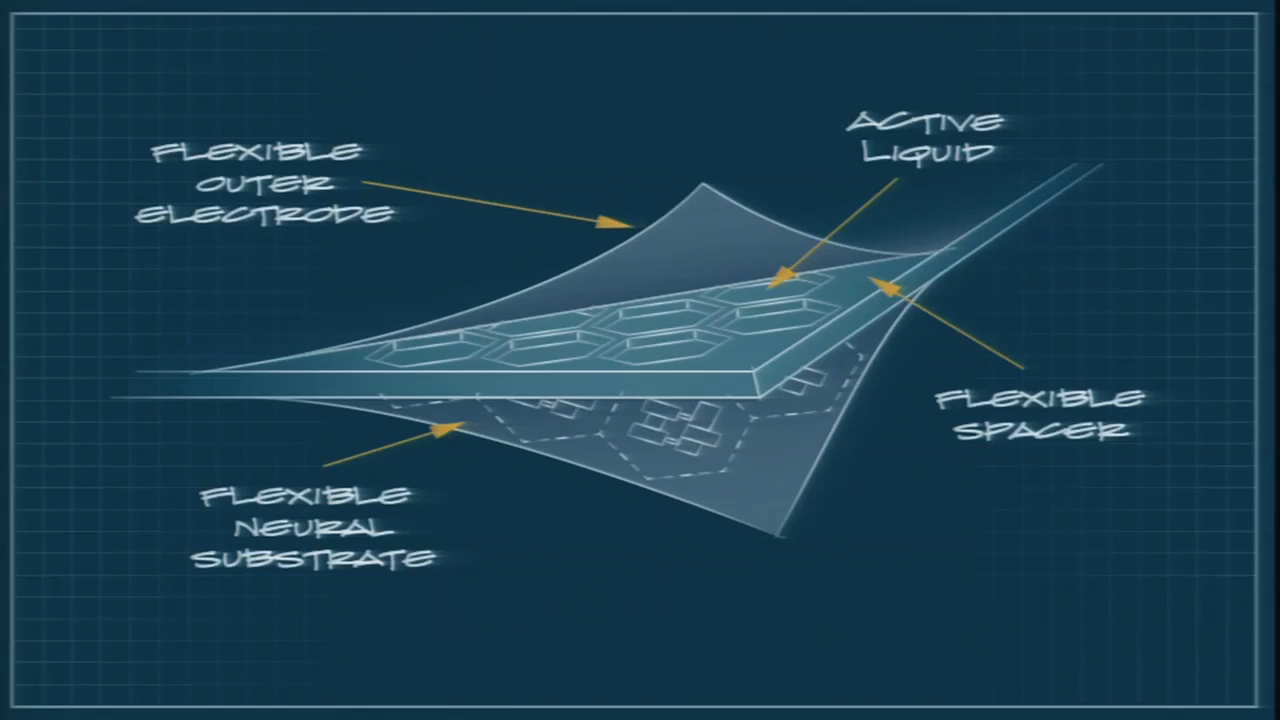 FLEXIBLE
OUTER
ELECTRODE
ACTIVE
LIQUID
FLEXIBLE
SPACER
FLEXIBLE
NEURAL
SUBSTRATE